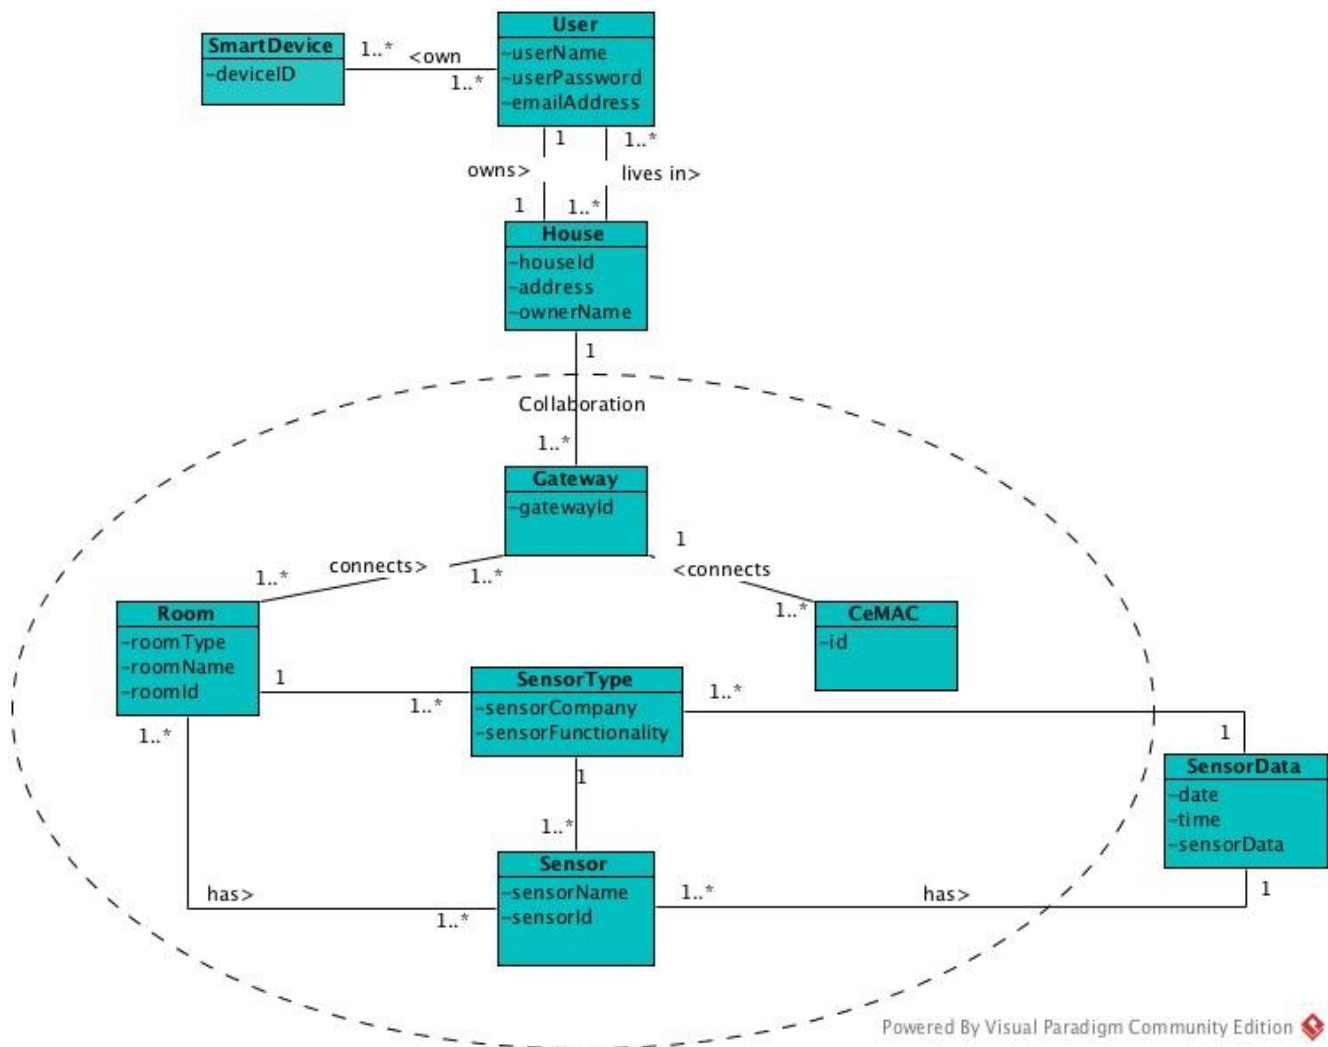 User
-userName
-userPassword
-emailAddress
SmartDevice
-deviceID
1..*
<own
1..*
1
1..*
owns>
lives in>
1
1..*
House
-houseId
-address
-ownerName
1
Collaboration
1..*
Gateway
-gatewayId
connects>
1..*
1..*
1
<connects
1..*
Room
-roomType
-roomName
-roomId
CeMAC
-id
1
1..*
SensorType
-sensorCompany
-sensorFunctionality
1..*
1
1..*
1
SensorData
-date
-time
-sensorData
1..*
Sensor
-sensorName
-sensorId
has>
1..*
1..*
has>
1
Powered By Visual Paradigm Community Edition